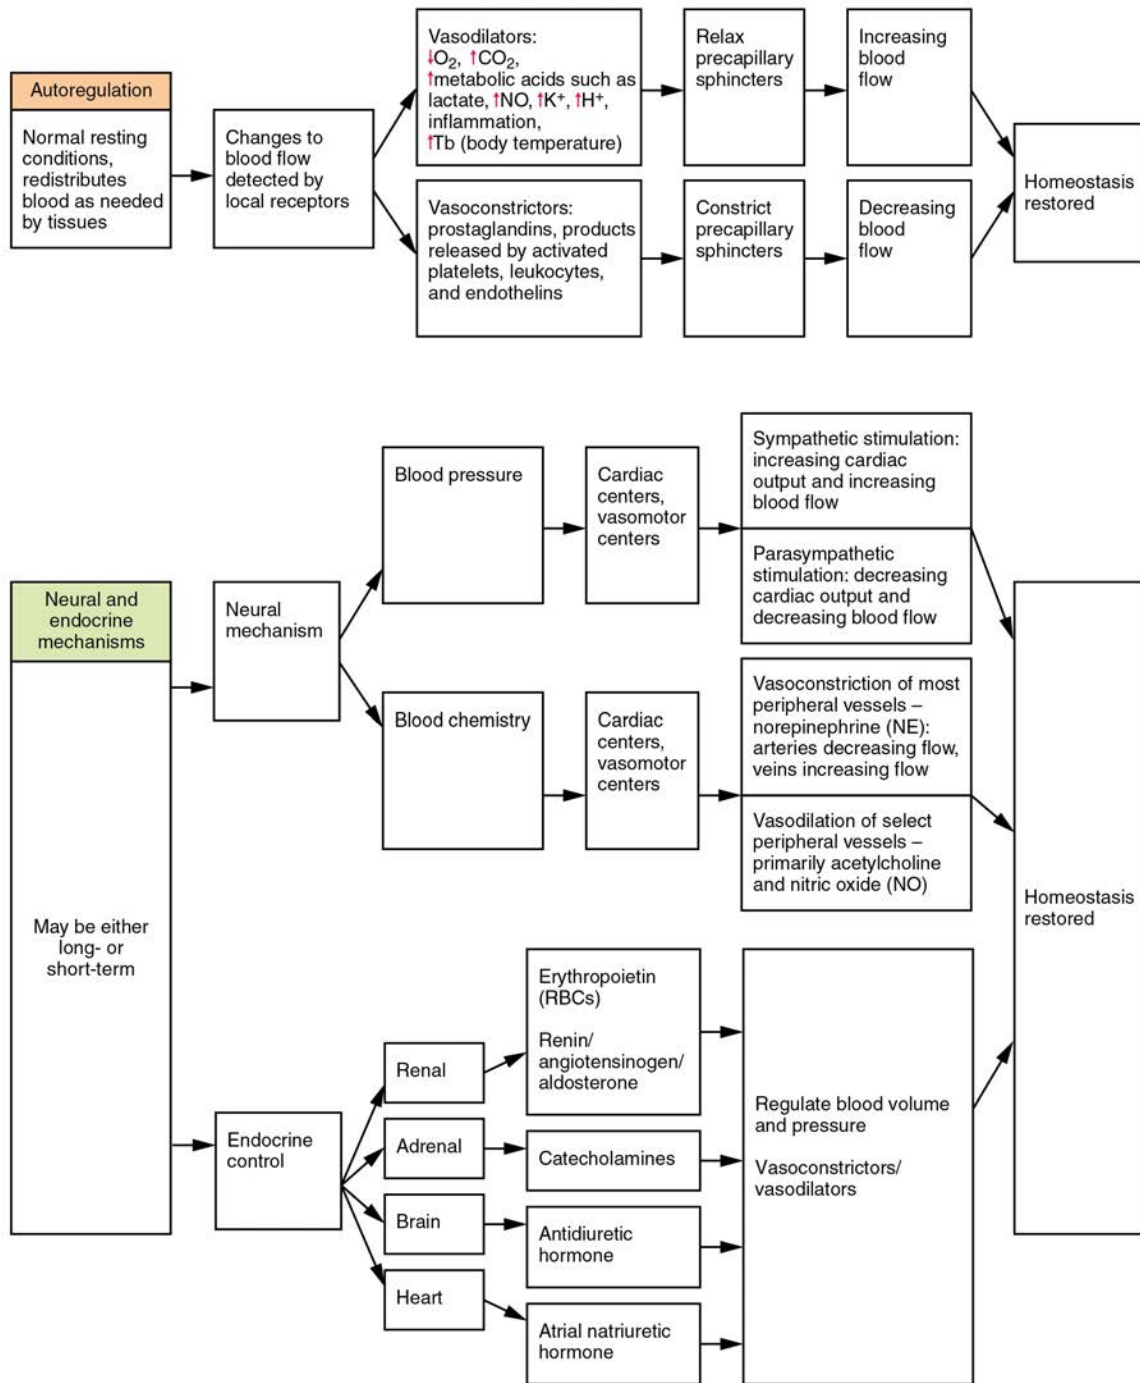 Autoregulation
Normal resting
conditions,
redistributes
blood as needed
by tissues
Changes to
blood flow
detected by
local receptors
Vasodilators:
↓O₂, ↑CO₂,
↑metabolic acids such as
lactate, ↑NO, ↑K⁺, ↑H⁺,
inflammation,
↑Tb (body temperature)
Relax
precapillary
sphincters
Increasing
blood
flow
Vasoconstrictors:
prostaglandins, products
released by activated
platelets, leukocytes,
and endothelins
Constrict
precapillary
sphincters
Decreasing
blood
flow
Homeostasis
restored
Neural and
endocrine
mechanisms
May be either
long- or
short-term
Neural
mechanism
Blood pressure
Cardiac
centers,
vasomotor
centers
Sympathetic stimulation:
increasing cardiac
output and increasing
blood flow
Parasympathetic
stimulation: decreasing
cardiac output and
decreasing blood flow
Blood chemistry
Cardiac
centers,
vasomotor
centers
Vasoconstriction of most
peripheral vessels –
norepinephrine (NE):
arteries decreasing flow,
veins increasing flow
Vasodilation of select
peripheral vessels –
primarily acetylcholine
and nitric oxide (NO)
Endocrine
control
Renal
Erythropoietin
(RBCs)
Renin/
angiotensinogen/
aldosterone
Adrenal
Catecholamines
Brain
Antidiuretic
hormone
Heart
Atrial natriuretic
hormone
Regulate blood volume
and pressure
Vasoconstrictors/
vasodilators
Homeostasis
restored